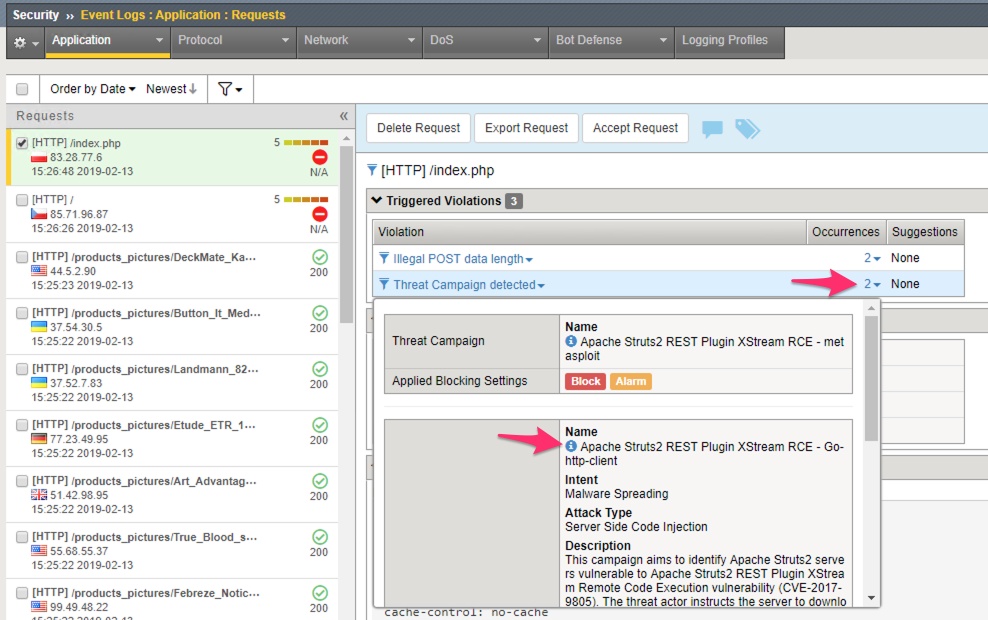 Security ›› Event Logs : Application : Requests
Application Protocol Network DoS Bot Defense Logging Profiles
Order by Date Newest
Requests «
[HTTP] /index.php 5
83.28.77.6
15:26:48 2019-02-13 N/A
[HTTP] / 5
85.71.96.87
15:26:26 2019-02-13 N/A
[HTTP] /products_pictures/DeckMate_Ka...
44.5.2.90
15:25:23 2019-02-13 200
[HTTP] /products_pictures/Button_It_Med...
37.54.30.5
15:25:22 2019-02-13 200
[HTTP] /products_pictures/Landmann_82...
37.52.7.83
15:25:22 2019-02-13 200
[HTTP] /products_pictures/Etude_ETR_1...
77.23.49.95
15:25:22 2019-02-13 200
[HTTP] /products_pictures/Art_Advantag...
51.42.98.95
15:25:22 2019-02-13 200
[HTTP] /products_pictures/True_Blood_s...
55.68.55.37
15:25:22 2019-02-13 200
[HTTP] /products_pictures/Febreze_Notic...
99.49.48.22
15:25:22 2019-02-13 200
Delete Request Export Request Accept Request
[HTTP] /index.php
Triggered Violations 3
Violation Occurrences Suggestions
Illegal POST data length 2 None
Threat Campaign detected 2 None
Threat Campaign
Name
Apache Struts2 REST Plugin XStream RCE - met
asploit
Applied Blocking Settings Block Alarm
Name
Apache Struts2 REST Plugin XStream RCE - Go-
http-client
Intent
Malware Spreading
Attack Type
Server Side Code Injection
Description
This campaign aims to identify Apache Struts2 serve
rs vulnerable to Apache Struts2 REST Plugin XStrea
m Remote Code Execution vulnerability (CVE-2017-
9805). The threat actor instructs the server to downlo
cache-control: no-cache